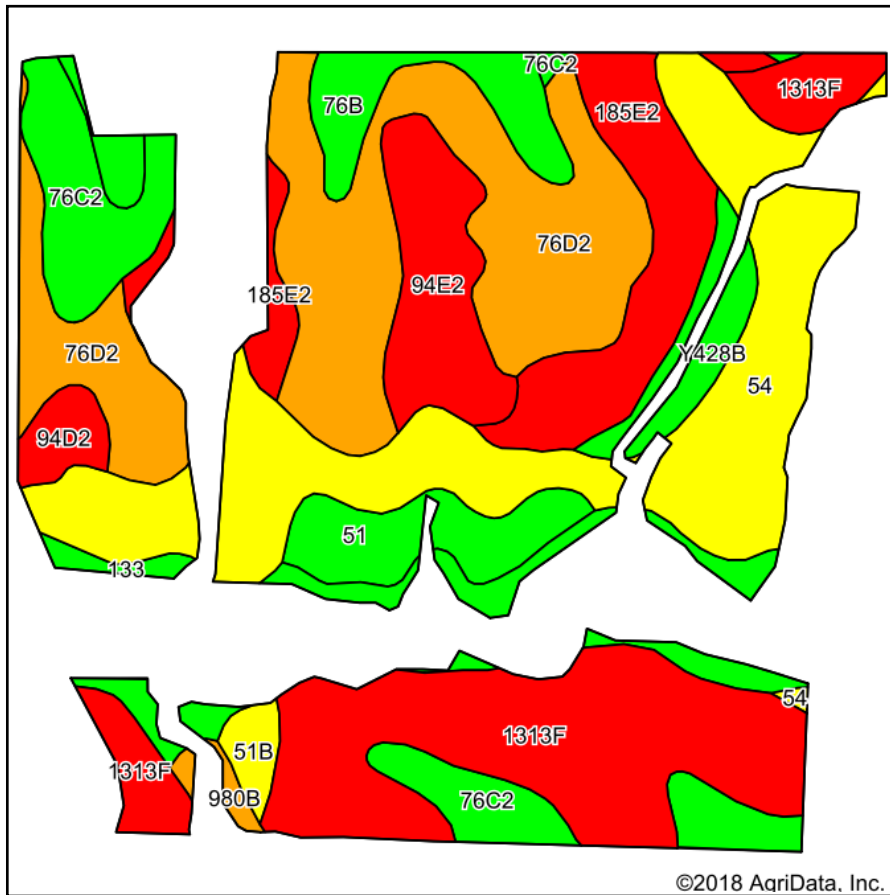 76C2
76B
1313F
185E2
76C2
76D2
94E2
185E2
76D2
Y428B
54
94D2
51
133
54
51B
1313F
1313F
980B
76C2
©2018 AgriData, Inc.